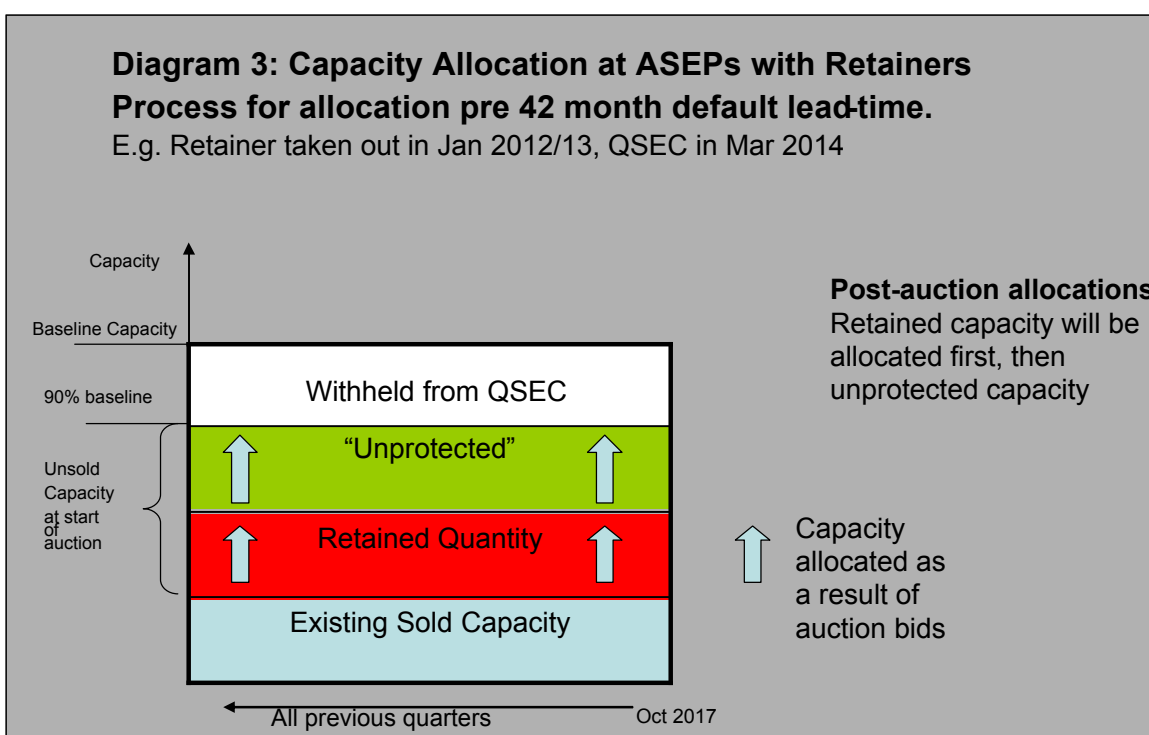 Diagram 3: Capacity Allocation at ASEPs with Retainers
Process for allocation pre 42 month default lead-time.
E.g. Retainer taken out in Jan 2012/13, QSEC in Mar 2014
Capacity
Baseline Capacity
90% baseline
Unsold
Capacity
at start
of
auction
Withheld from QSEC
“Unprotected”
Retained Quantity
Existing Sold Capacity
All previous quarters
Oct 2017
Post-auction allocations
Retained capacity will be
allocated first, then
unprotected capacity
Capacity
allocated as
a result of
auction bids